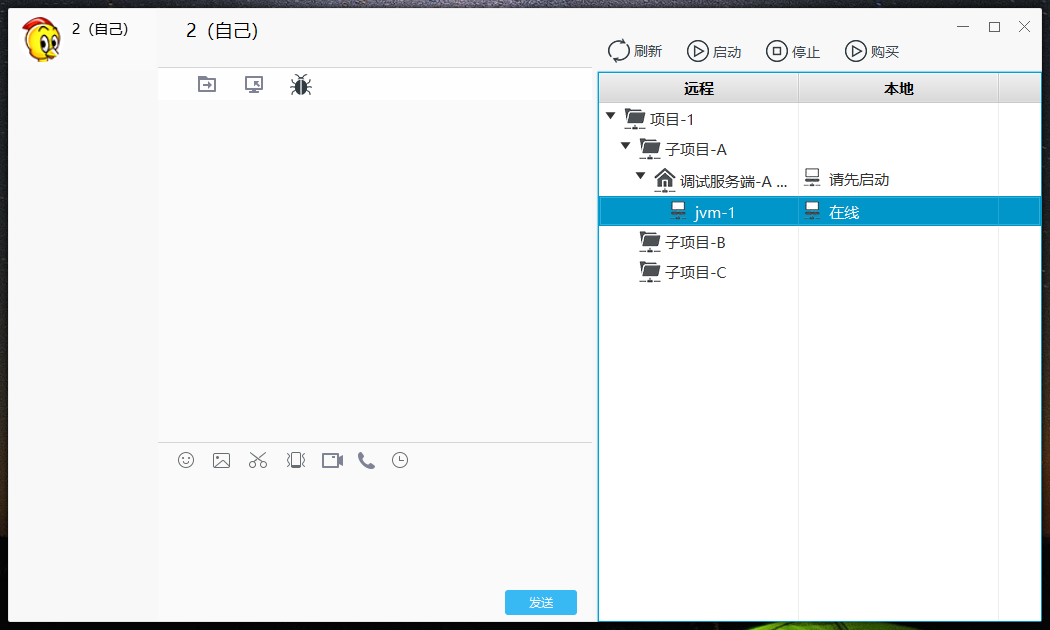 2（自己）
2（自己）
刷新 启动 停止 购买
远程 本地
项目-1
子项目-A
调试服务端-A ... 请先启动
jvm-1 在线
子项目-B
子项目-C
发送